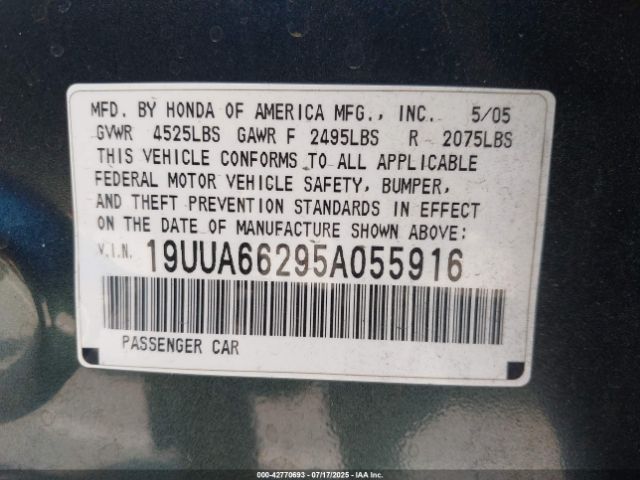 MFD. BY HONDA OF AMERICA MFG., INC. 5/05
GVWR 4525LBS GAWR F 2495LBS R 2075LBS
THIS VEHICLE CONFORMS TO ALL APPLICABLE
FEDERAL MOTOR VEHICLE SAFETY, BUMPER,
AND THEFT PREVENTION STANDARDS IN EFFECT
ON THE DATE OF MANUFACTURE SHOWN ABOVE:
V.I.N. 19UUA66295A055916
PASSENGER CAR
000-42770693 - 07/17/2025 - IAA Inc.